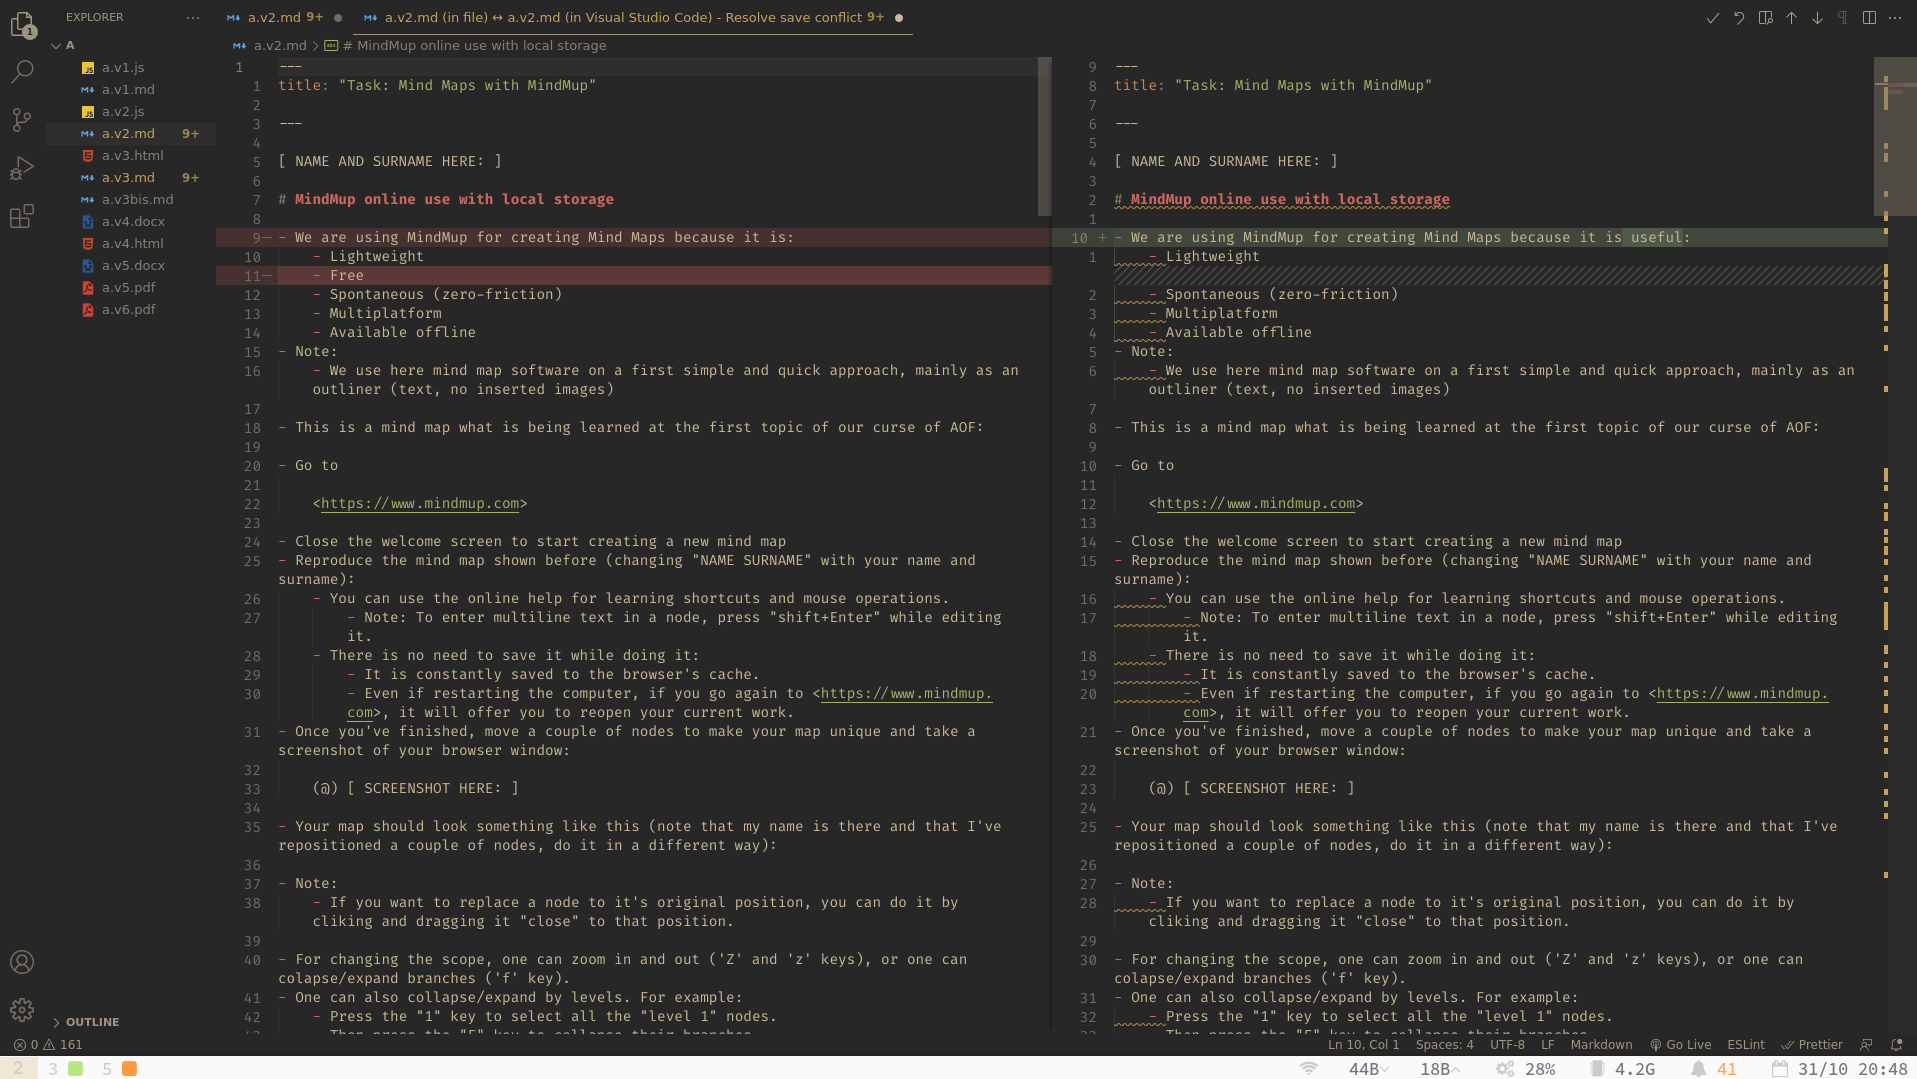 EXPLORER
A
a.v1.js
a.v1.md
a.v2.js
a.v2.md 9+
a.v3.html
a.v3.md 9+
a.v3bis.md
a.v4.docx
a.v4.html
a.v5.docx
a.v5.pdf
a.v6.pdf
OUTLINE
1
a.v2.md 9+
a.v2.md (in file) ↔ a.v2.md (in Visual Studio Code) - Resolve save conflict 9+
a.v2.md > # MindMup online use with local storage
1 ---
1 title: "Task: Mind Maps with MindMup"
2
3 ---
4
5 [ NAME AND SURNAME HERE: ]
6
7 # MindMup online use with local storage
8
9- - We are using MindMup for creating Mind Maps because it is:
10 - Lightweight
11- - Free
12 - Spontaneous (zero-friction)
13 - Multiplatform
14 - Available offline
15 - Note:
16 - We use here mind map software on a first simple and quick approach, mainly as an
outliner (text, no inserted images)
17
18 - This is a mind map what is being learned at the first topic of our curse of AOF:
19
20 - Go to
21
22 <https://www.mindmup.com>
23
24 - Close the welcome screen to start creating a new mind map
25 - Reproduce the mind map shown before (changing "NAME SURNAME" with your name and
surname):
26 - You can use the online help for learning shortcuts and mouse operations.
27 - Note: To enter multiline text in a node, press "shift+Enter" while editing
it.
28 - There is no need to save it while doing it:
29 - It is constantly saved to the browser's cache.
30 - Even if restarting the computer, if you go again to <https://www.mindmup.
com>, it will offer you to reopen your current work.
31 - Once you've finished, move a couple of nodes to make your map unique and take a
screenshot of your browser window:
32
33 (@) [ SCREENSHOT HERE: ]
34
35 - Your map should look something like this (note that my name is there and that I've
repositioned a couple of nodes, do it in a different way):
36
37 - Note:
38 - If you want to replace a node to it's original position, you can do it by
cliking and dragging it "close" to that position.
39
40 - For changing the scope, one can zoom in and out ('Z' and 'z' keys), or one can
colapse/expand branches ('f' key).
41 - One can also collapse/expand by levels. For example:
42 - Press the "1" key to select all the "level 1" nodes.
9 ---
8 title: "Task: Mind Maps with MindMup"
7
6 ---
5
4 [ NAME AND SURNAME HERE: ]
3
2 # MindMup online use with local storage
1
10 + - We are using MindMup for creating Mind Maps because it is useful:
1 - Lightweight
2 - Spontaneous (zero-friction)
3 - Multiplatform
4 - Available offline
5 - Note:
6 - We use here mind map software on a first simple and quick approach, mainly as an
outliner (text, no inserted images)
7
8 - This is a mind map what is being learned at the first topic of our curse of AOF:
9
10 - Go to
11
12 <https://www.mindmup.com>
13
14 - Close the welcome screen to start creating a new mind map
15 - Reproduce the mind map shown before (changing "NAME SURNAME" with your name and
surname):
16 - You can use the online help for learning shortcuts and mouse operations.
17 - Note: To enter multiline text in a node, press "shift+Enter" while editing
it.
18 - There is no need to save it while doing it:
19 - It is constantly saved to the browser's cache.
20 - Even if restarting the computer, if you go again to <https://www.mindmup.
com>, it will offer you to reopen your current work.
21 - Once you've finished, move a couple of nodes to make your map unique and take a
screenshot of your browser window:
22
23 (@) [ SCREENSHOT HERE: ]
24
25 - Your map should look something like this (note that my name is there and that I've
repositioned a couple of nodes, do it in a different way):
26
27 - Note:
28 - If you want to replace a node to it's original position, you can do it by
cliking and dragging it "close" to that position.
29
30 - For changing the scope, one can zoom in and out ('Z' and 'z' keys), or one can
colapse/expand branches ('f' key).
31 - One can also collapse/expand by levels. For example:
32 - Press the "1" key to select all the "level 1" nodes.
0 161 Ln 10, Col 1 Spaces: 4 UTF-8 LF Markdown Go Live ESLint Prettier
2 3 5 44B 18B 28% 4.2G 41 31/10 20:48